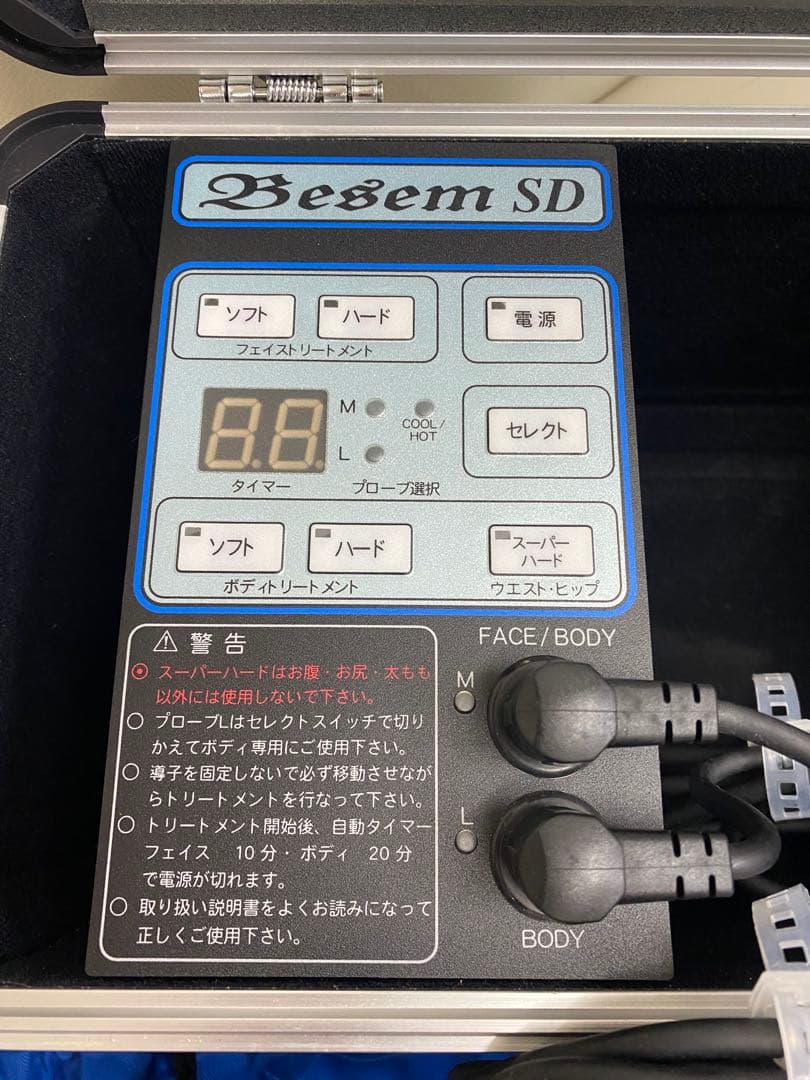 Besem SD
ソフト
ハード
電源
フェイストリートメント
M
COOL/
HOT
L
セレクト
タイマー
プローブ選択
ソフト
ハード
スーパー
ハード
ボディトリートメント
ウエスト・ヒップ
⚠ 警告
◉ スーパーハードはお腹・お尻・太もも
以外には使用しないで下さい。
○ プローブLはセレクトスイッチで切り
かえてボディ専用にご使用下さい。
○ 導子を固定しないで必ず移動させなが
らトリートメントを行なって下さい。
○ トリートメント開始後、自動タイマー
フェイス 10分・ボディ 20分
で電源が切れます。
○ 取り扱い説明書をよくお読みになって
正しくご使用下さい。
FACE/BODY
M
L
BODY